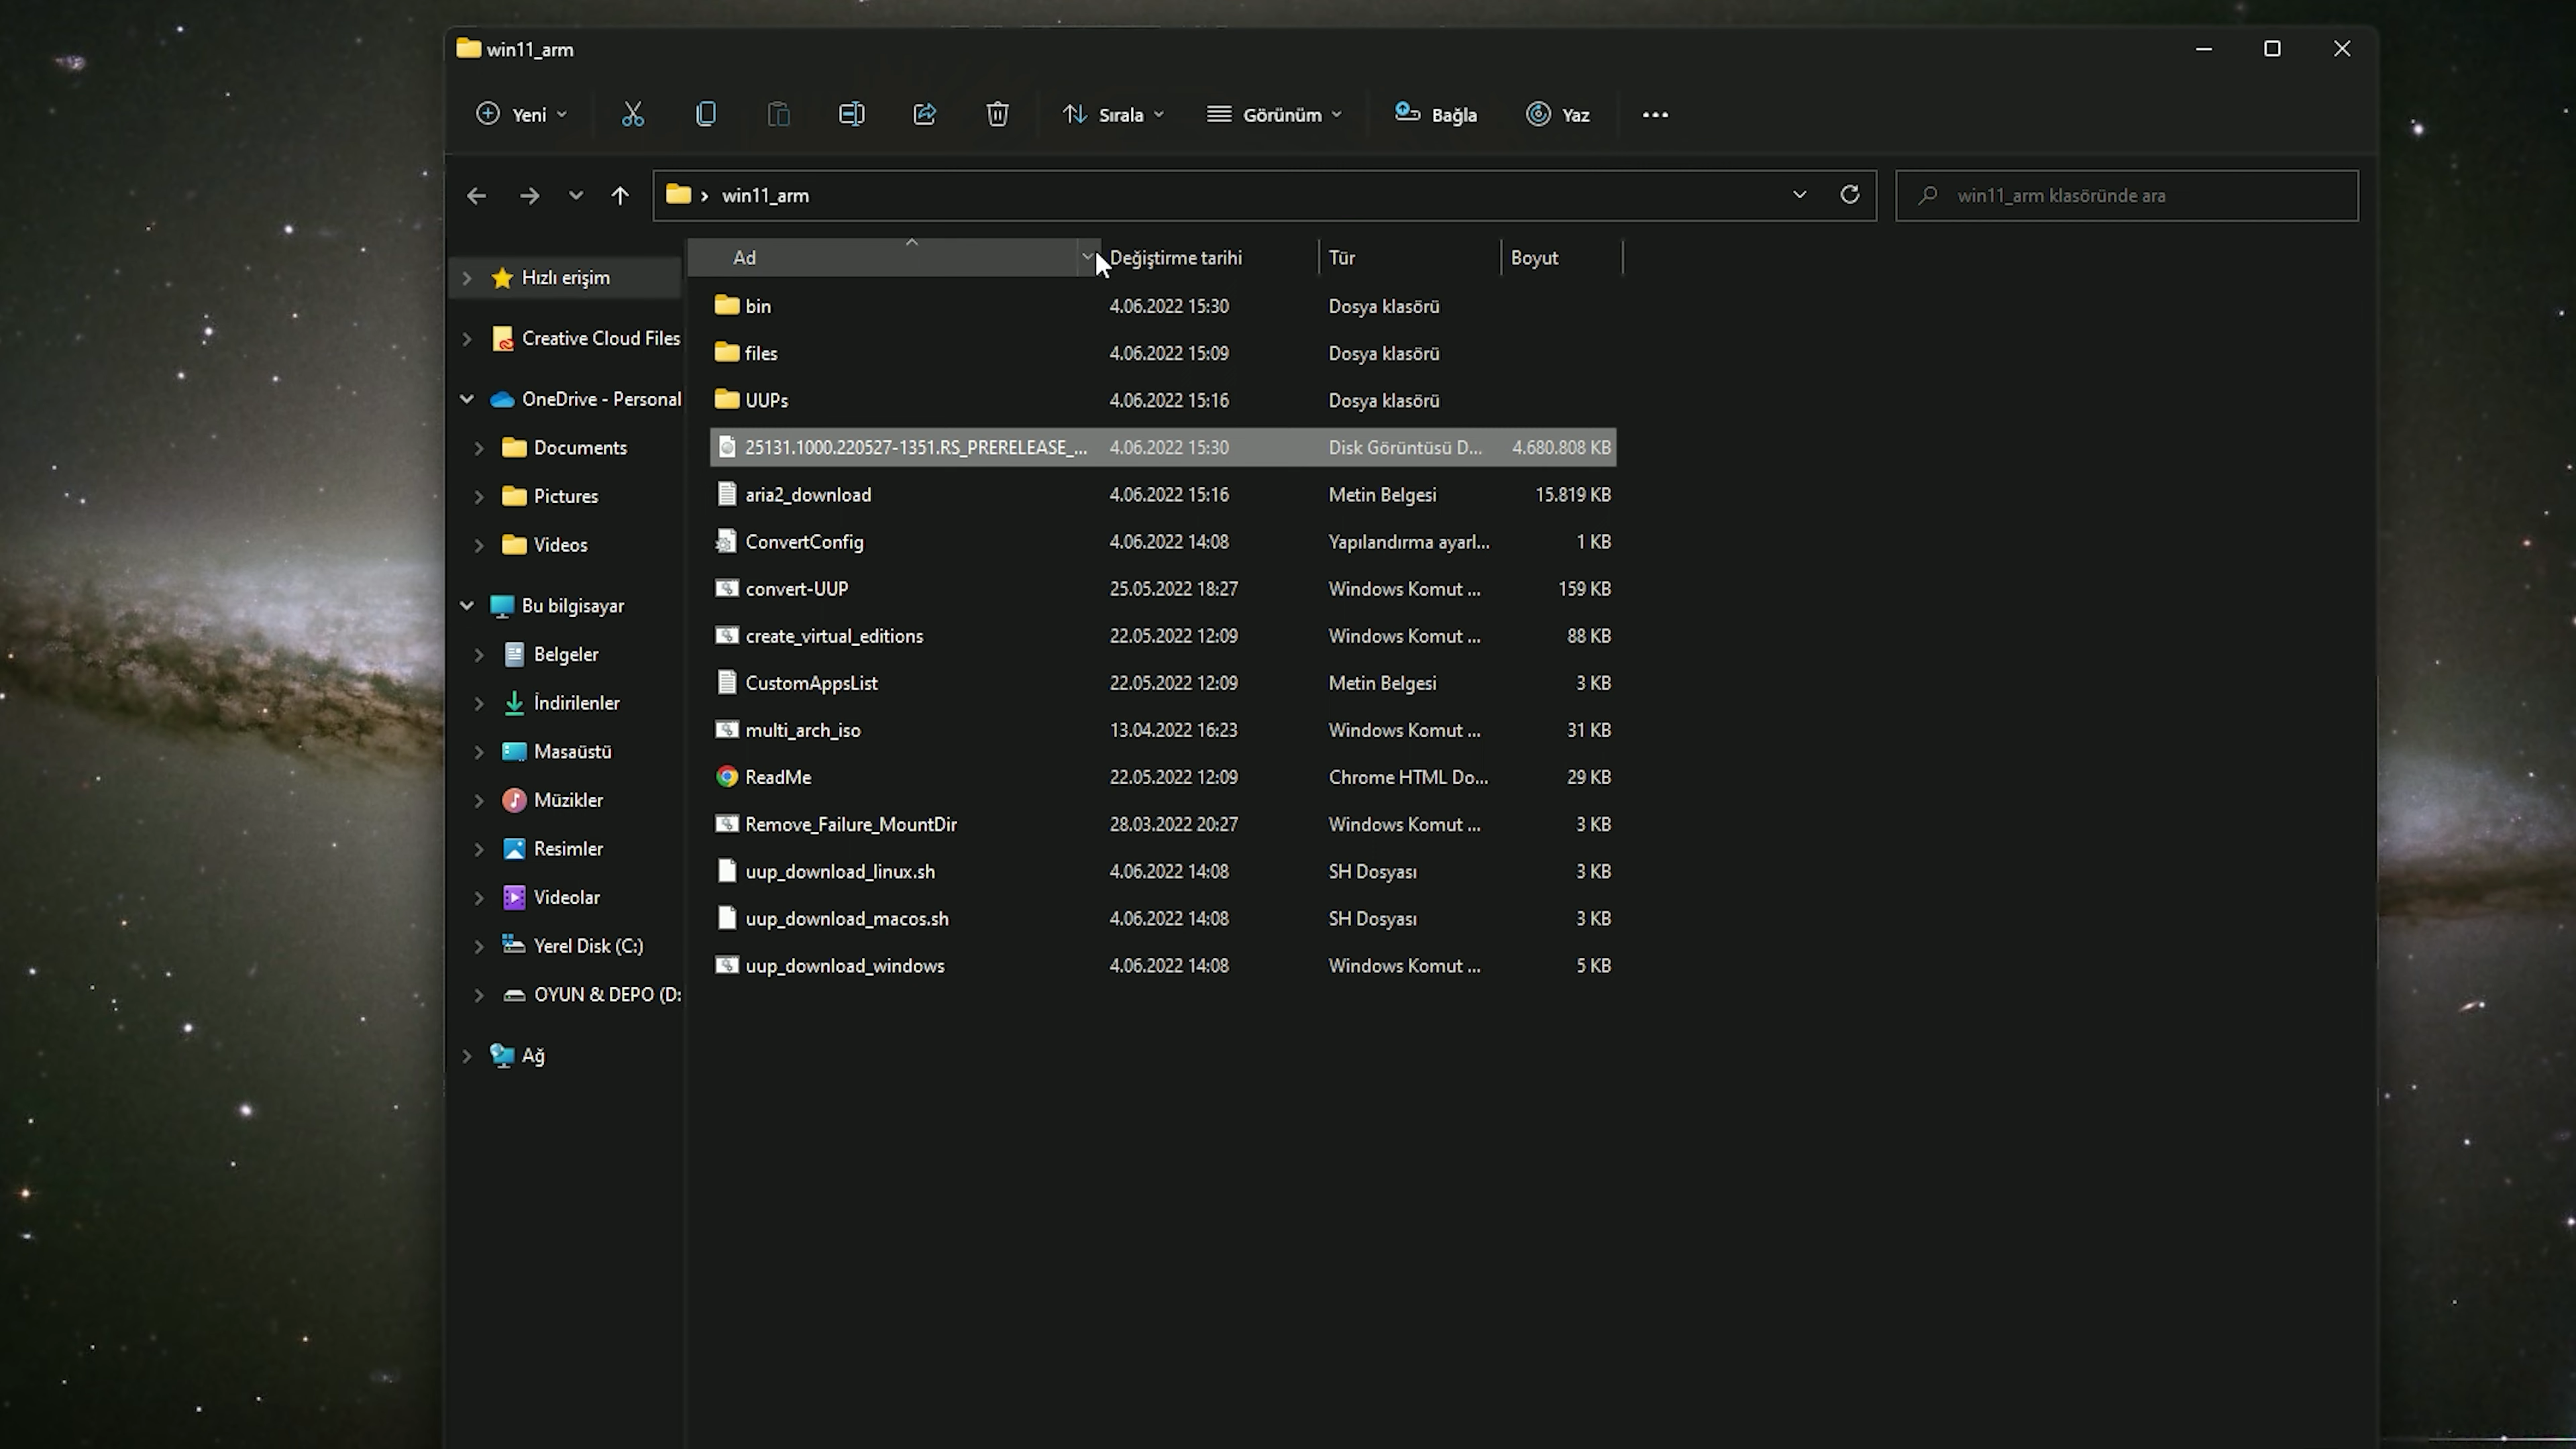 win11_arm
Yeni
Sırala
Görünüm
Bağla
Yaz
win11_arm
win11_arm klasöründe ara
Hızlı erişim
Creative Cloud Files
OneDrive - Personal
Documents
Pictures
Videos
Bu bilgisayar
Belgeler
İndirilenler
Masaüstü
Müzikler
Resimler
Videolar
Yerel Disk (C:)
OYUN & DEPO (D:
Ağ
Ad Değiştirme tarihi Tür Boyut
bin 4.06.2022 15:30 Dosya klasörü
files 4.06.2022 15:09 Dosya klasörü
UUPs 4.06.2022 15:16 Dosya klasörü
25131.1000.220527-1351.RS_PRERELEASE_... 4.06.2022 15:30 Disk Görüntüsü D... 4.680.808 KB
aria2_download 4.06.2022 15:16 Metin Belgesi 15.819 KB
ConvertConfig 4.06.2022 14:08 Yapılandırma ayarl... 1 KB
convert-UUP 25.05.2022 18:27 Windows Komut ... 159 KB
create_virtual_editions 22.05.2022 12:09 Windows Komut ... 88 KB
CustomAppsList 22.05.2022 12:09 Metin Belgesi 3 KB
multi_arch_iso 13.04.2022 16:23 Windows Komut ... 31 KB
ReadMe 22.05.2022 12:09 Chrome HTML Do... 29 KB
Remove_Failure_MountDir 28.03.2022 20:27 Windows Komut ... 3 KB
uup_download_linux.sh 4.06.2022 14:08 SH Dosyası 3 KB
uup_download_macos.sh 4.06.2022 14:08 SH Dosyası 3 KB
uup_download_windows 4.06.2022 14:08 Windows Komut ... 5 KB